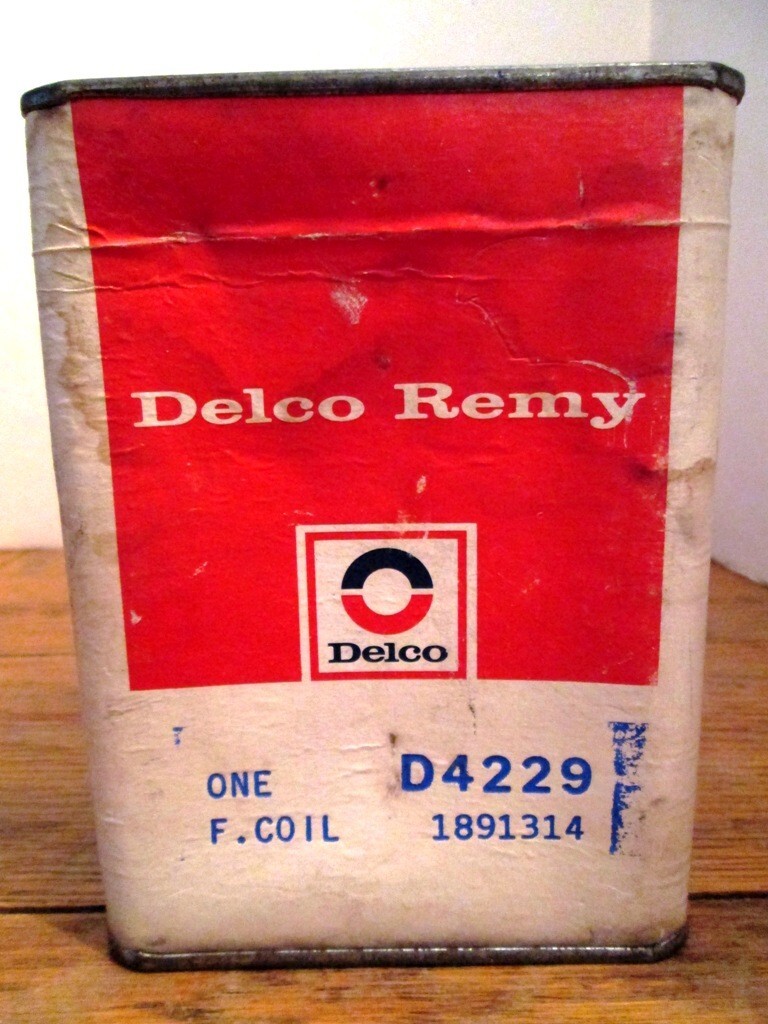 Delco Remy
Delco
ONE D4229
F.COIL 1891314